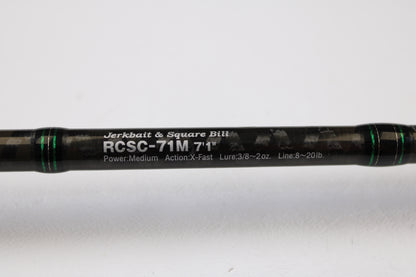 Jerkbait & Square Bill
RCSC-71M 7'1"
Power:Medium Action:X-Fast Lure:3/8~2oz. Line:8~20lb.